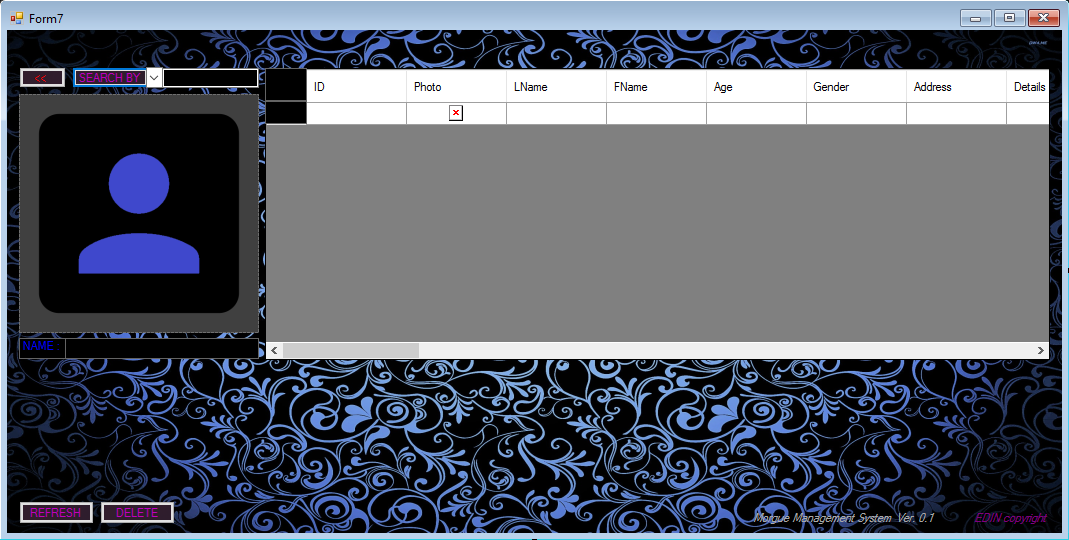 Form7
<< SEARCH BY
ID Photo LName FName Age Gender Address Details
NAME :
REFRESH DELETE
Morgue Management System Ver. 0.1 EDIN copyright